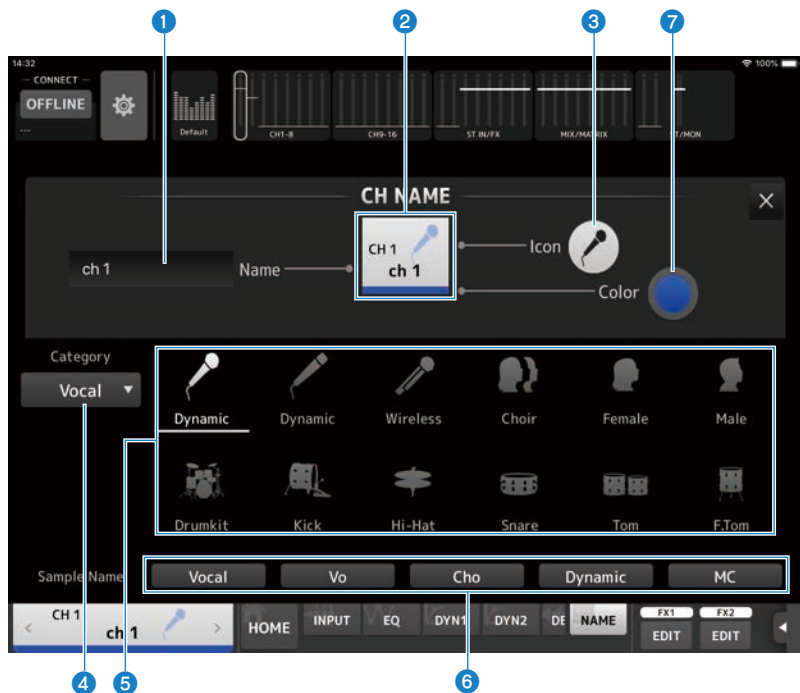 1
2
3
7
14:32
100%
CONNECT
OFFLINE
---
Default
CH1-8
CH9-16
ST IN/FX
MIX/MATRIX
ST/MON
CH NAME
ch 1
Name
CH 1
ch 1
Icon
Color
Category
Vocal
Dynamic
Dynamic
Wireless
Choir
Female
Male
Drumkit
Kick
Hi-Hat
Snare
Tom
F.Tom
Sample Name
Vocal
Vo
Cho
Dynamic
MC
CH 1
ch 1
HOME
INPUT
EQ
DYN1
DYN2
DE
NAME
FX1
EDIT
FX2
EDIT
4
5
6